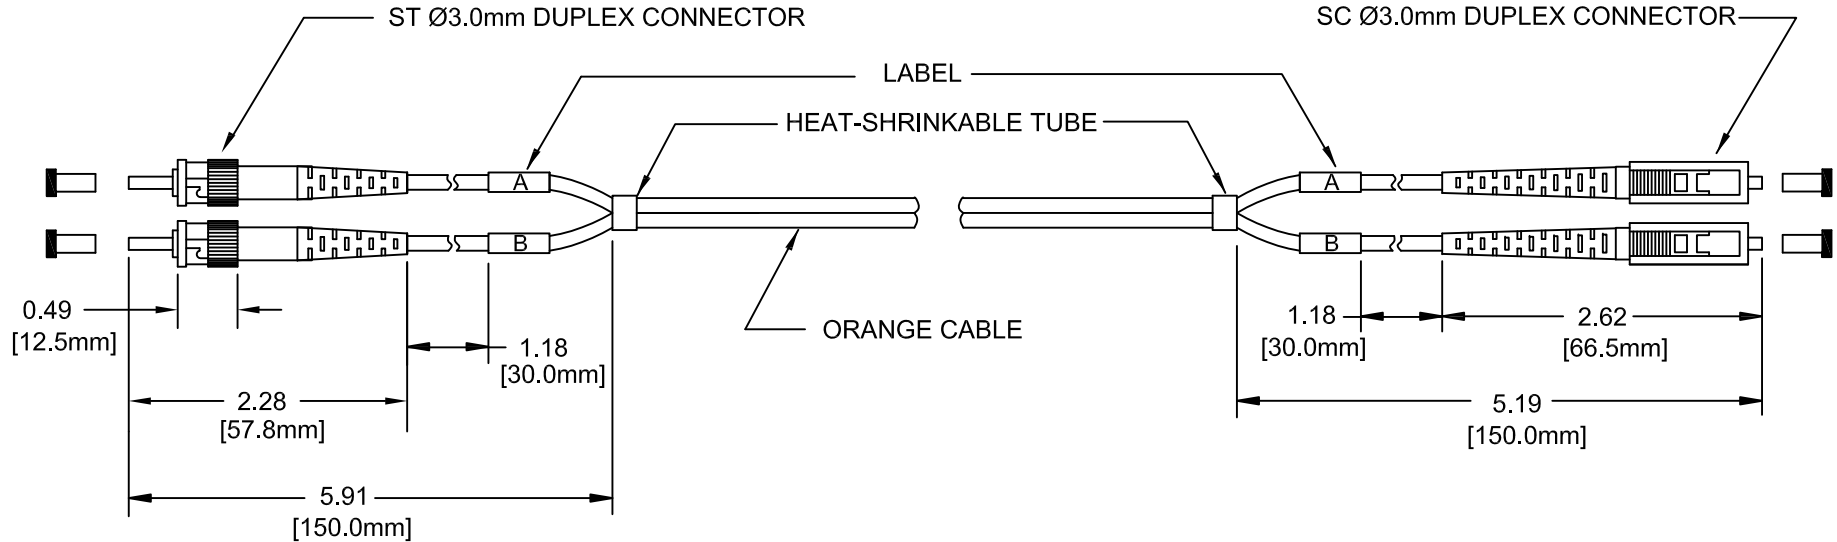 ST Ø3.0mm DUPLEX CONNECTOR
SC Ø3.0mm DUPLEX CONNECTOR
LABEL
HEAT-SHRINKABLE TUBE
A
A
B
B
ORANGE CABLE
0.49
[12.5mm]
1.18
[30.0mm]
2.28
[57.8mm]
5.91
[150.0mm]
1.18
[30.0mm]
2.62
[66.5mm]
5.19
[150.0mm]